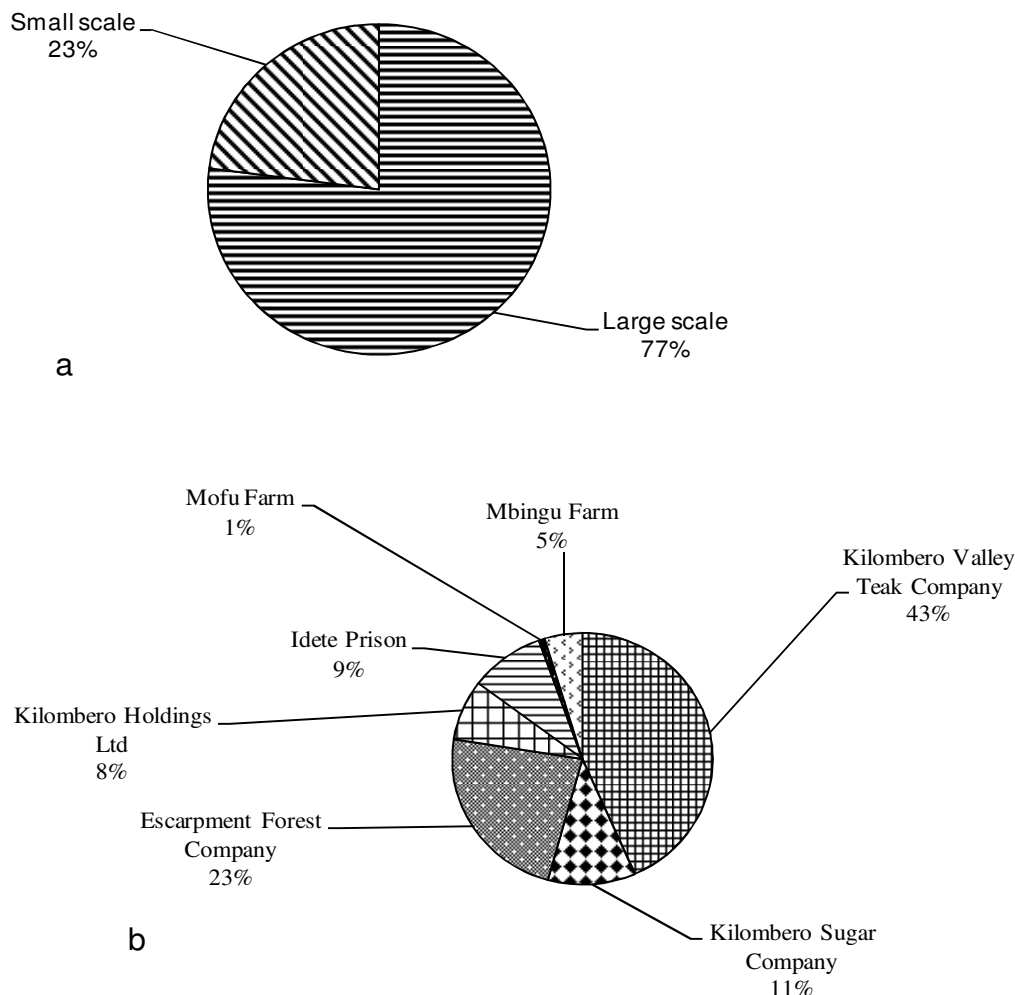 Small scale
23%
Large scale
77%
a
Mofu Farm
1%
Mbingu Farm
5%
Kilombero Valley
Teak Company
43%
Idete Prison
9%
Kilombero Holdings
Ltd
8%
Escarpment Forest
Company
23%
b
Kilombero Sugar
Company
11%